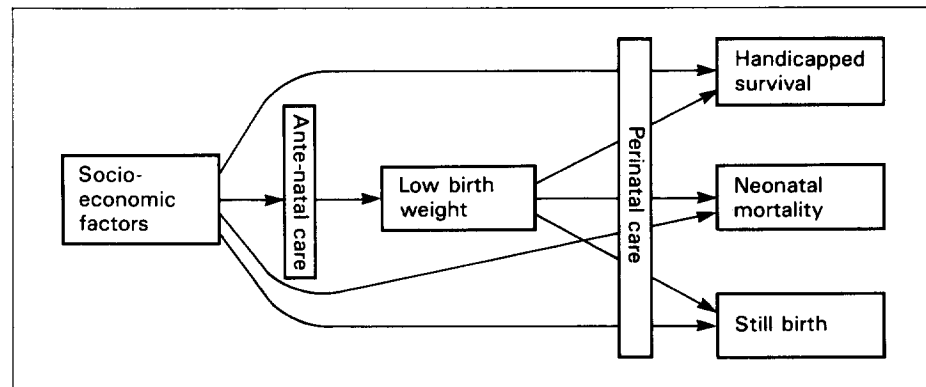 Socio-
economic
factors
Ante-natal care
Low birth
weight
Perinatal care
Handicapped
survival
Neonatal
mortality
Still birth